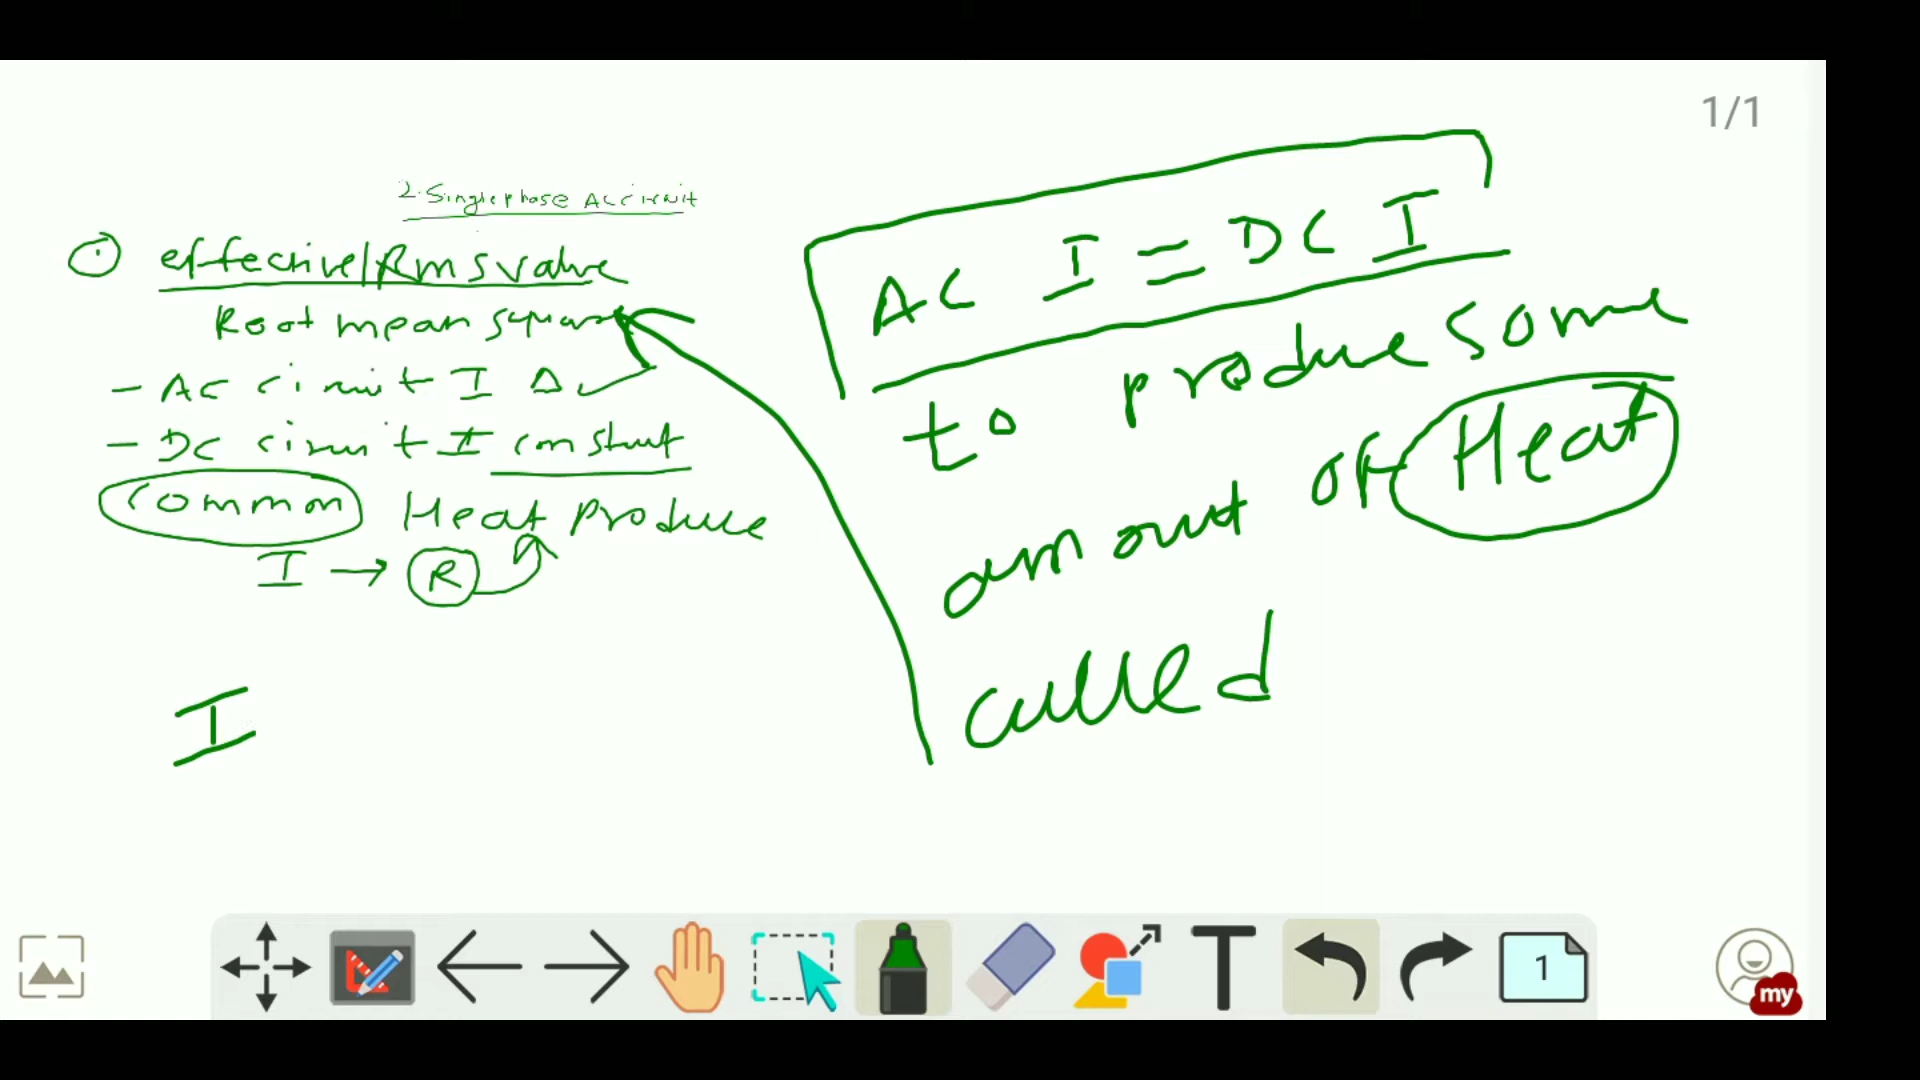 1/1
2. Single phase AC Circuit
1. effective/Rms value
Root mean square
- AC circuit I Δ
- DC circuit I constant
common Heat produce
I → R
I
AC I = DC I
to produce some
amount of Heat
called
1
T
my